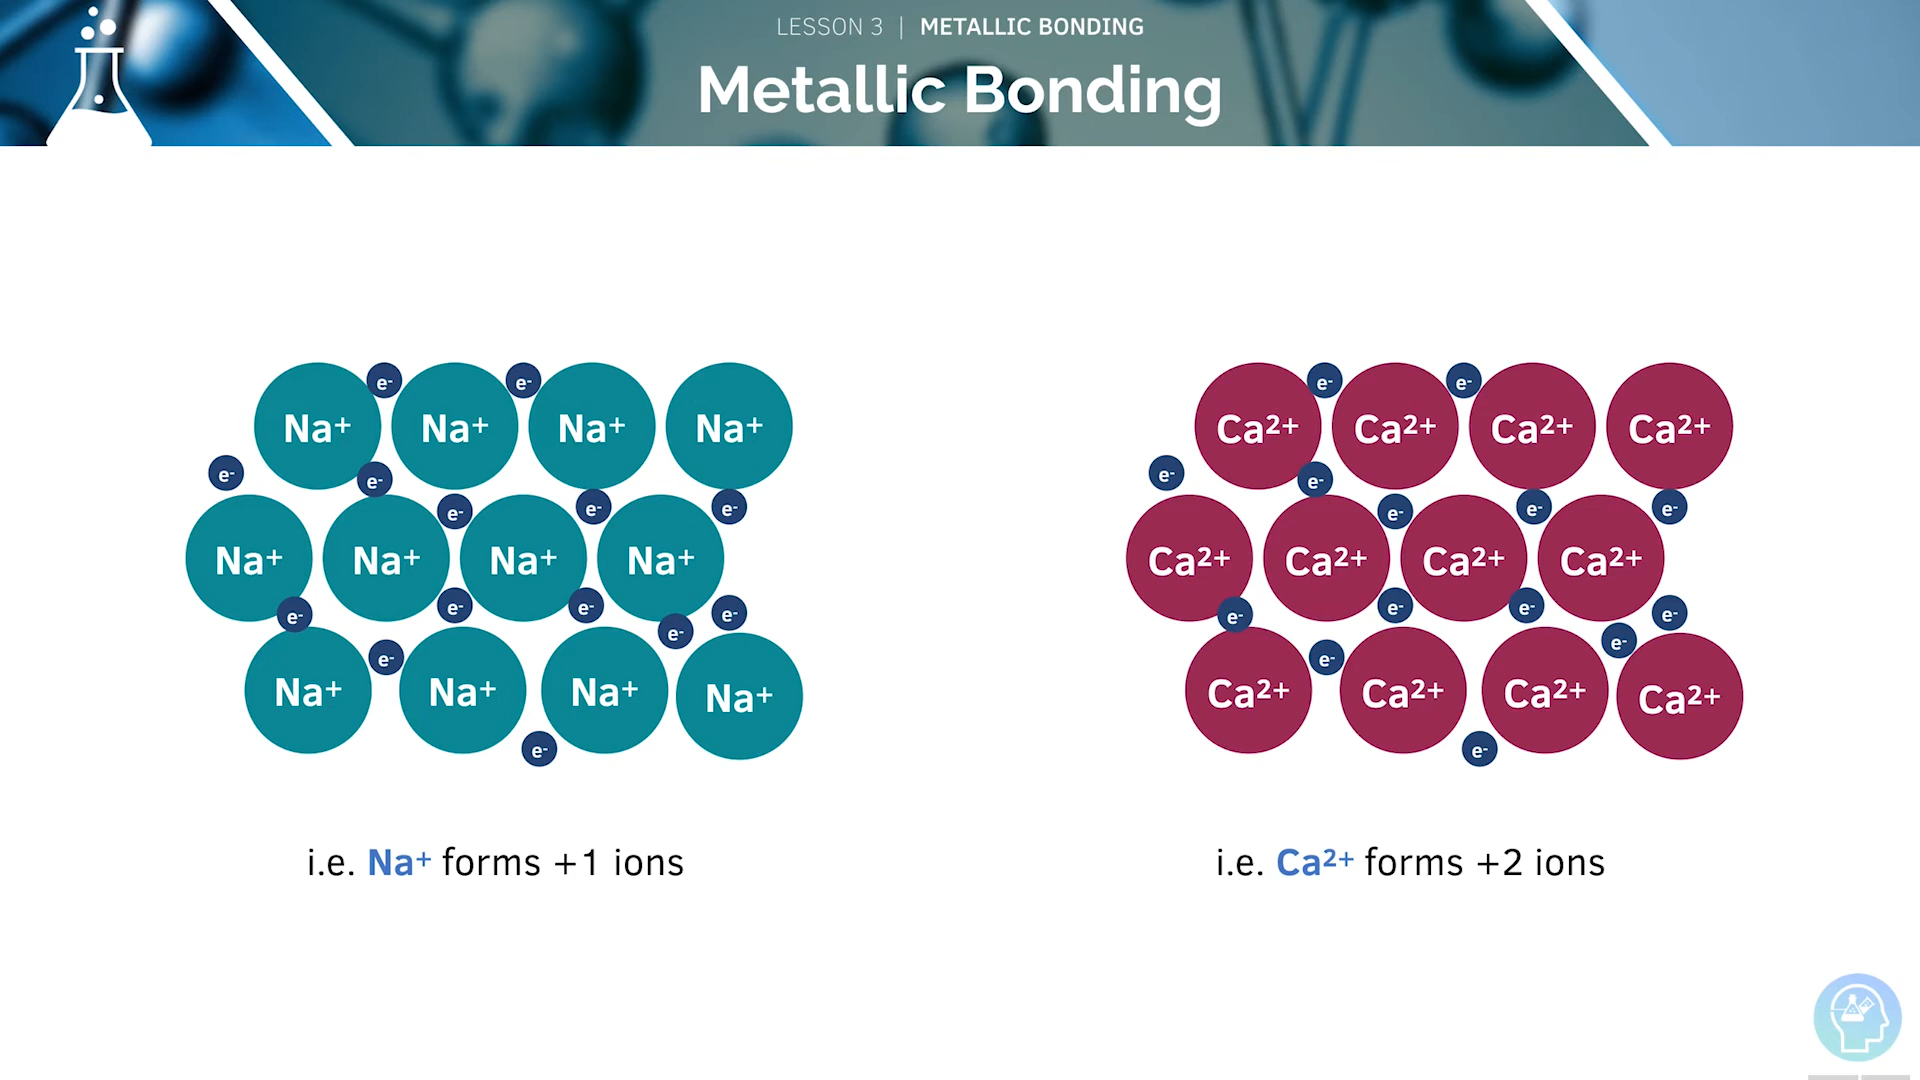 LESSON 3 | METALLIC BONDING
Metallic Bonding
e- e-
Na+ Na+ Na+ Na+
e- e- e- e- e-
Na+ Na+ Na+ Na+
e- e- e- e- e-
e-
Na+ Na+ Na+ Na+
e-
i.e. Na+ forms +1 ions
e- e-
Ca2+ Ca2+ Ca2+ Ca2+
e- e- e- e- e-
Ca2+ Ca2+ Ca2+ Ca2+
e- e- e- e- e-
e-
Ca2+ Ca2+ Ca2+ Ca2+
e-
i.e. Ca2+ forms +2 ions